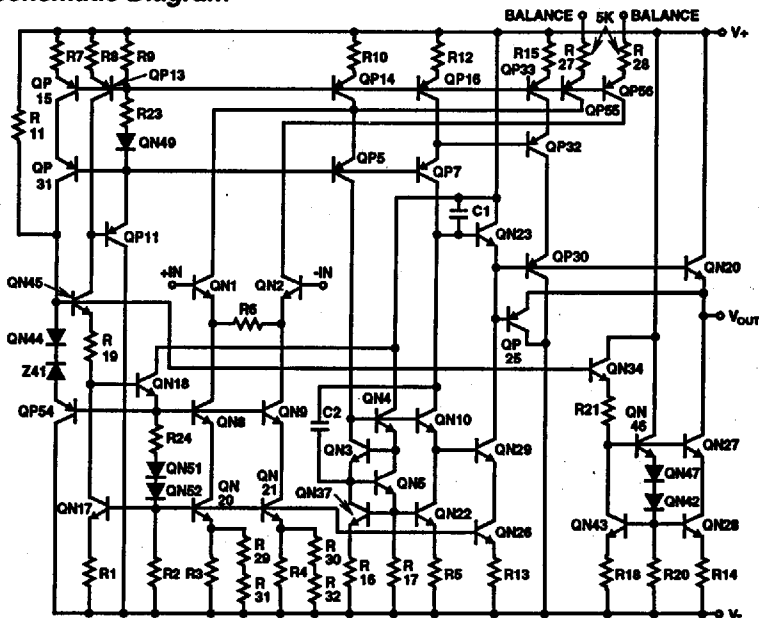 Schematic Diagram
BALANCE 5K BALANCE
V+
R7 R8 R9 QP13 R10 R12 R15 R 27 R 28
QP 15 QP14 QP16 QP33 QP55 QP56
R 11 R23
QN49 QP32
QP 31 QP5 QP7
C1
QP11 QN23
QN45 +IN QN1 QN2 -IN QP30 QN20
R6 VOUT
QN44 R 19 QP 25
Z41 QN18 QN34
QP54 QN8 QN9 C2 QN4 QN10 R21 QN 46
R24 QN3 QN29 QN27
QN51 QN5 QN47
QN52 QN 20 QN 21 QN37 QN42
QN17 QN22 QN26 QN43 QN28
R 29 R 30
R1 R2 R3 R 31 R4 R 32 R 16 R 17 R5 R13 R18 R20 R14
V-